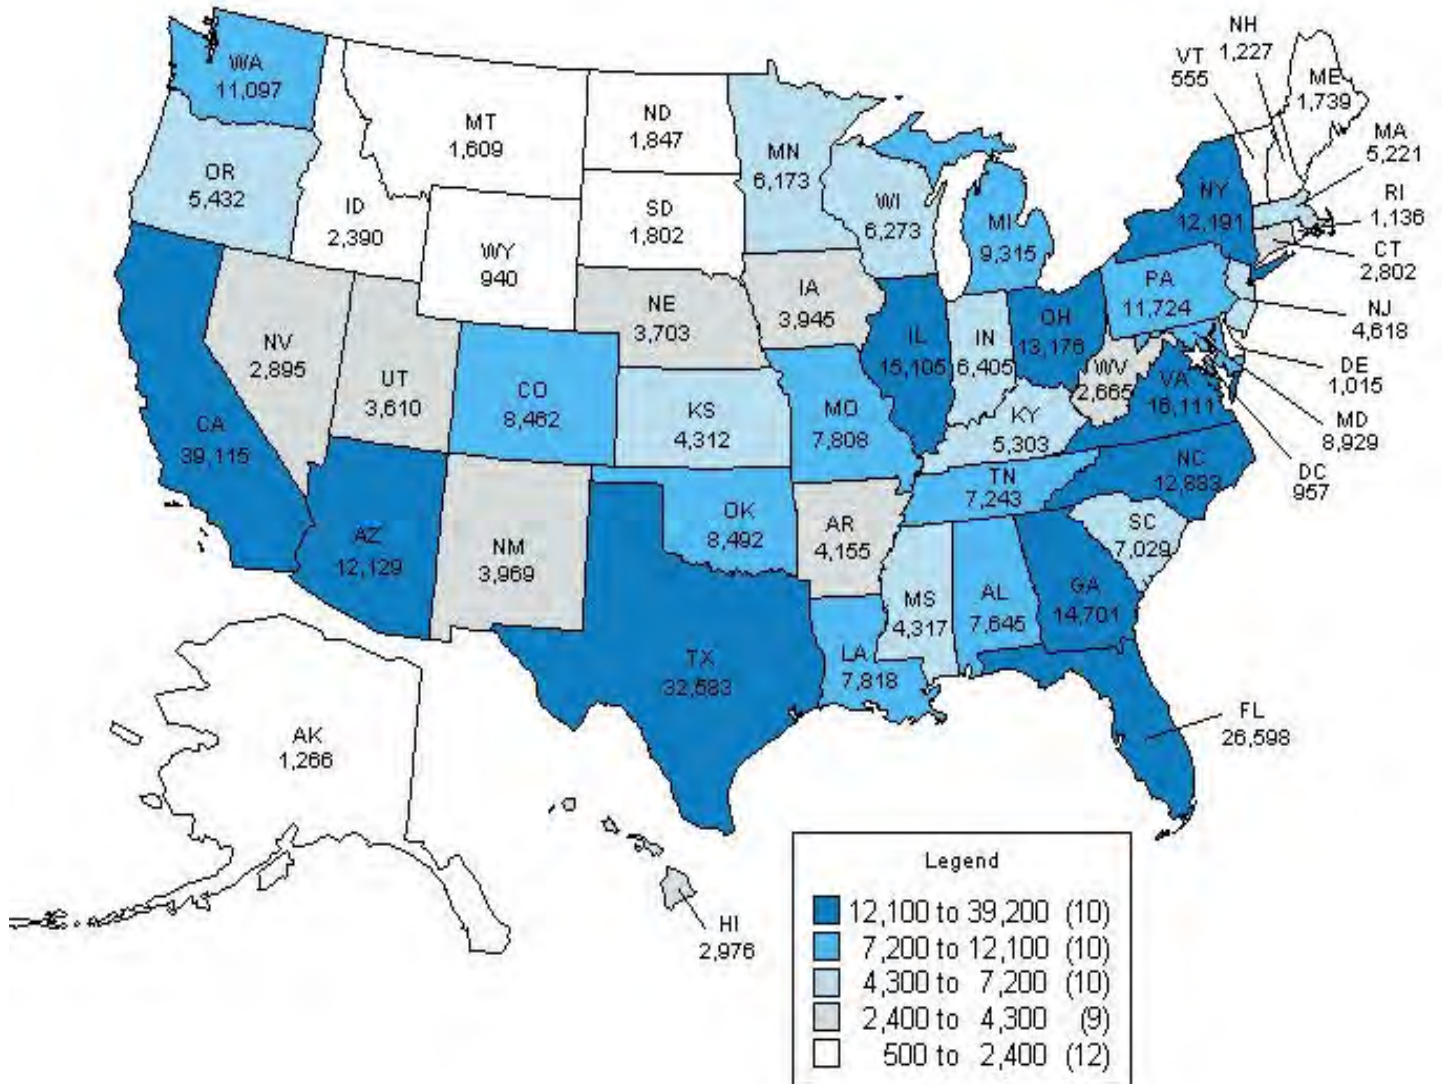 WA
11,097
OR
5,432
CA
39,115
NV
2,895
ID
2,390
MT
1,609
WY
940
UT
3,610
AZ
12,129
CO
8,462
NM
3,969
ND
1,847
SD
1,802
NE
3,703
KS
4,312
OK
8,492
TX
32,583
MN
6,173
IA
3,945
MO
7,808
AR
4,155
LA
7,818
WI
6,273
IL
15,105
MI
9,315
IN
6,405
OH
13,176
KY
5,303
TN
7,243
MS
4,317
AL
7,645
GA
14,701
FL
26,598
SC
7,029
NC
12,883
VA
16,111
WV
2,665
PA
11,724
NY
12,191
VT
555
NH
1,227
ME
1,739
MA
5,221
RI
1,136
CT
2,802
NJ
4,618
DE
1,015
MD
8,929
DC
957
AK
1,266
HI
2,976
Legend
12,100 to 39,200 (10)
7,200 to 12,100 (10)
4,300 to 7,200 (10)
2,400 to 4,300 (9)
500 to 2,400 (12)